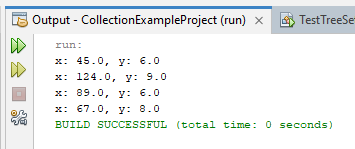 Output - CollectionExampleProject (run)
TestTreeSe
run:
x: 45.0, y: 6.0
x: 124.0, y: 9.0
x: 89.0, y: 6.0
x: 67.0, y: 8.0
BUILD SUCCESSFUL (total time: 0 seconds)